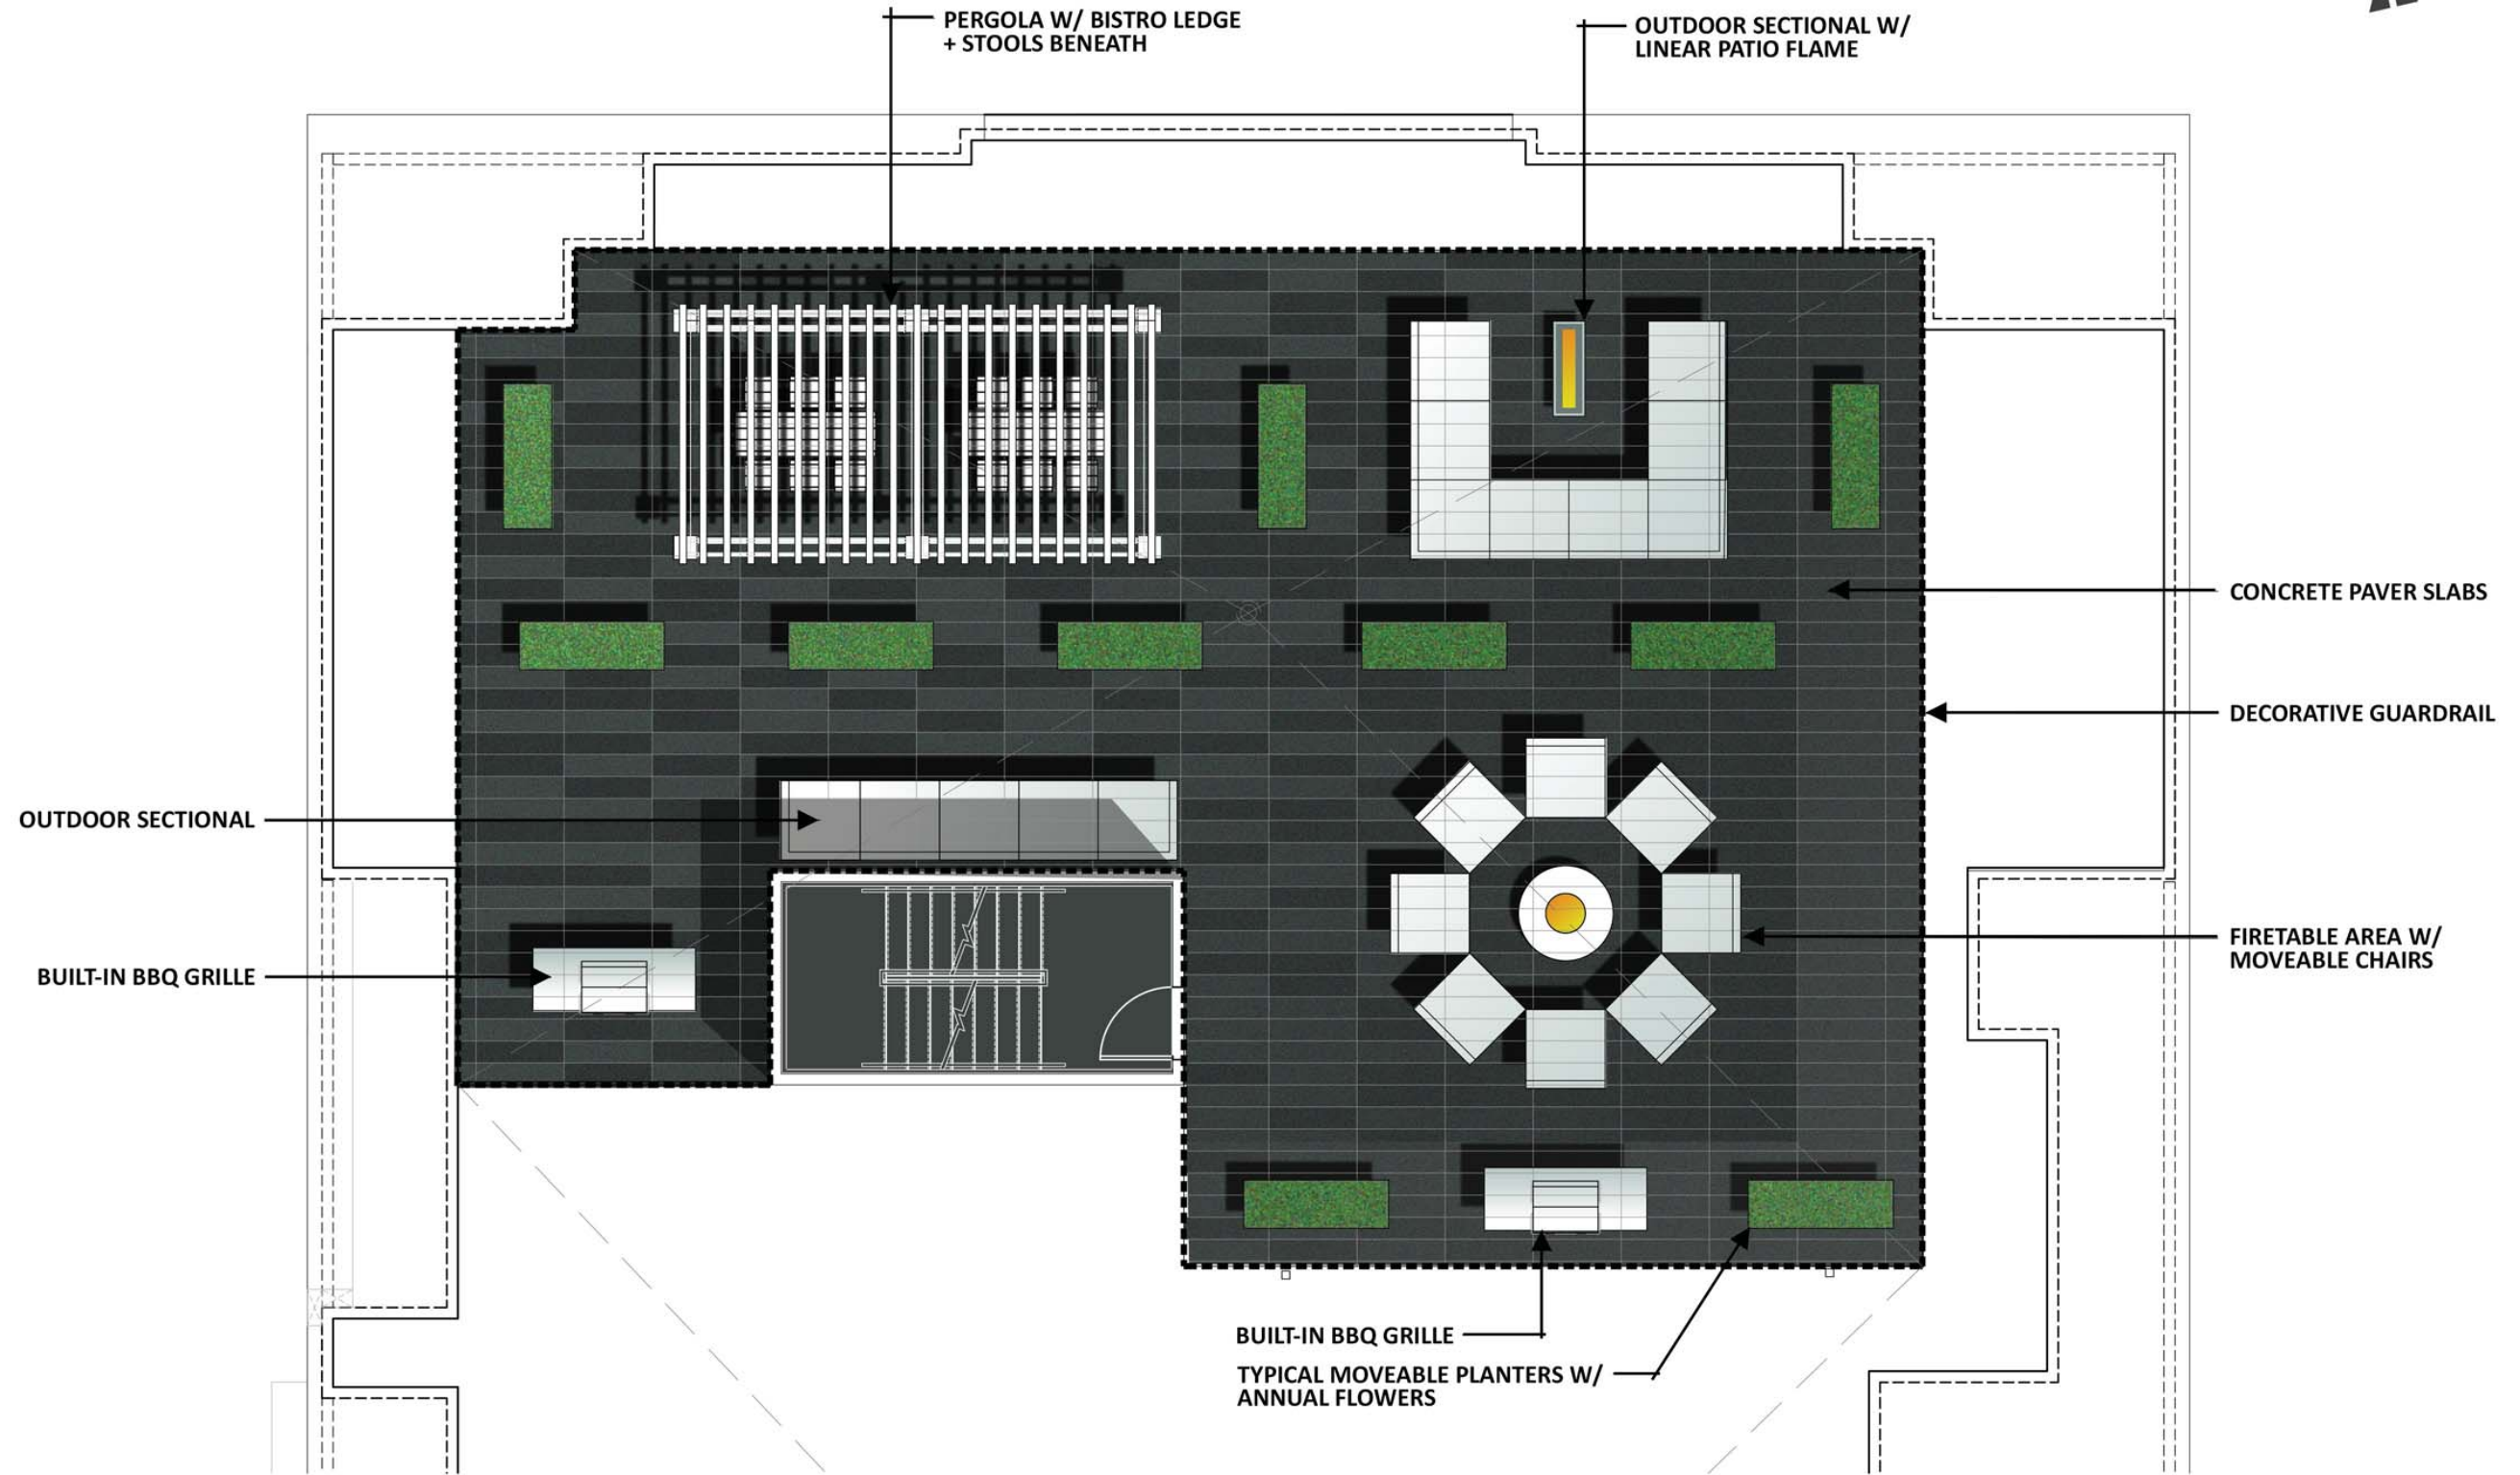 PERGOLA W/ BISTRO LEDGE
+ STOOLS BENEATH
OUTDOOR SECTIONAL W/
LINEAR PATIO FLAME
CONCRETE PAVER SLABS
DECORATIVE GUARDRAIL
OUTDOOR SECTIONAL
FIRETABLE AREA W/
MOVEABLE CHAIRS
BUILT-IN BBQ GRILLE
BUILT-IN BBQ GRILLE
TYPICAL MOVEABLE PLANTERS W/
ANNUAL FLOWERS